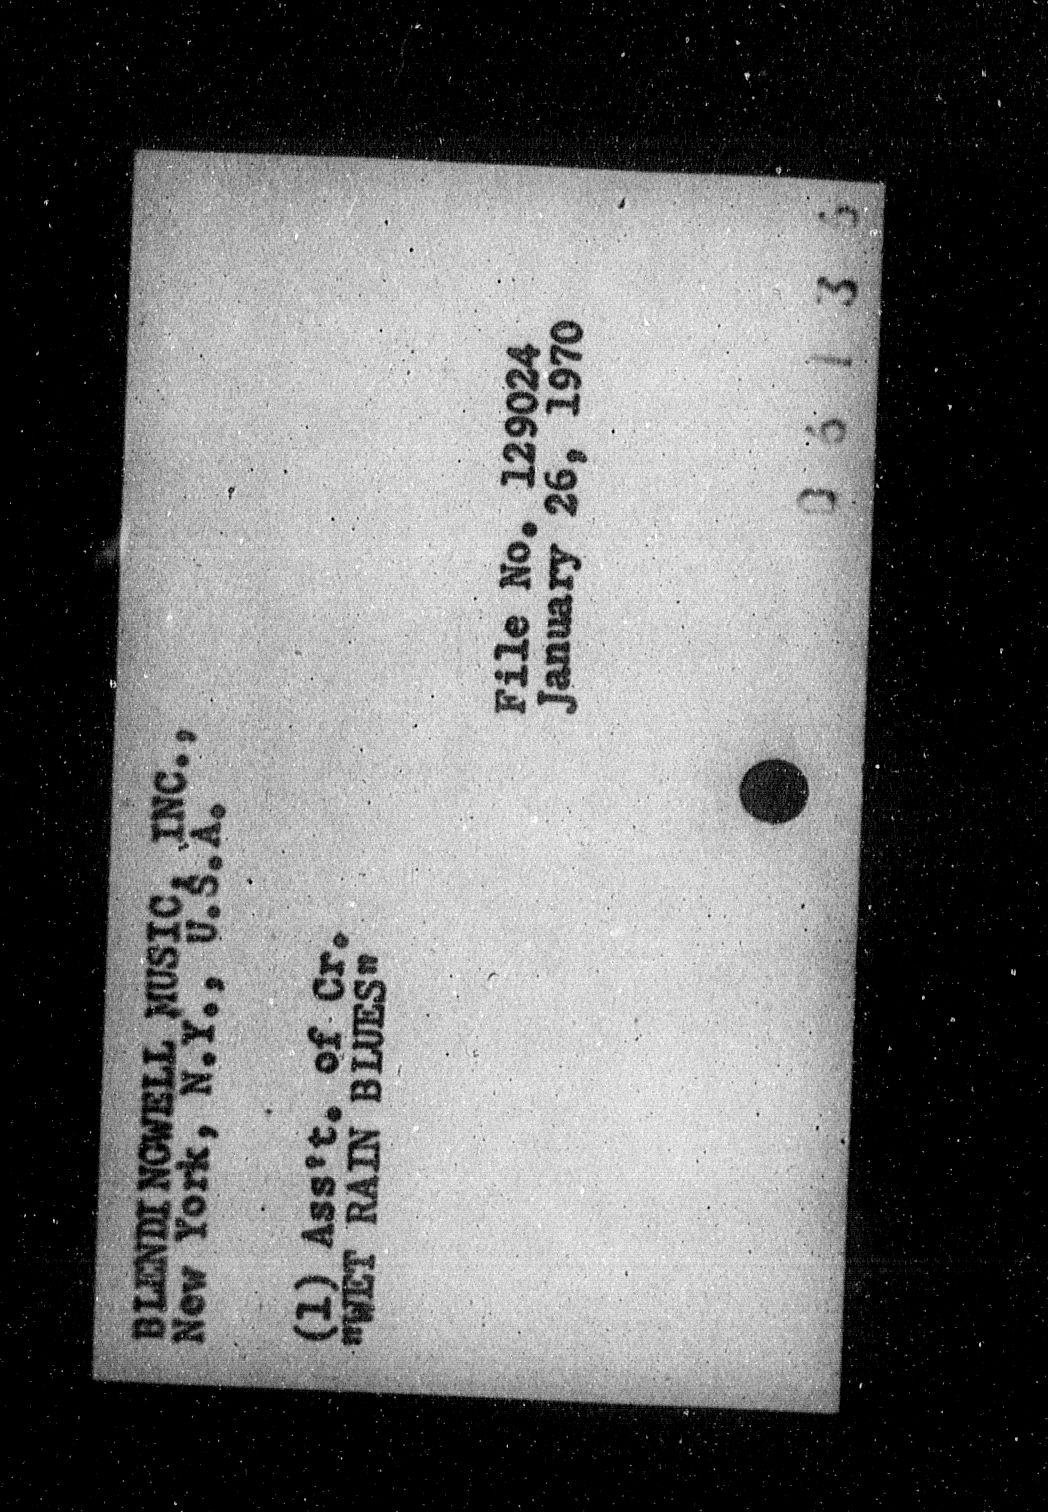 BLENDINGWELL MUSIC, INC.,
New York, N.Y., U.S.A.
(1) Ass't. of Cr.
"WET RAIN BLUES"
File No. 129024
January 26, 1970